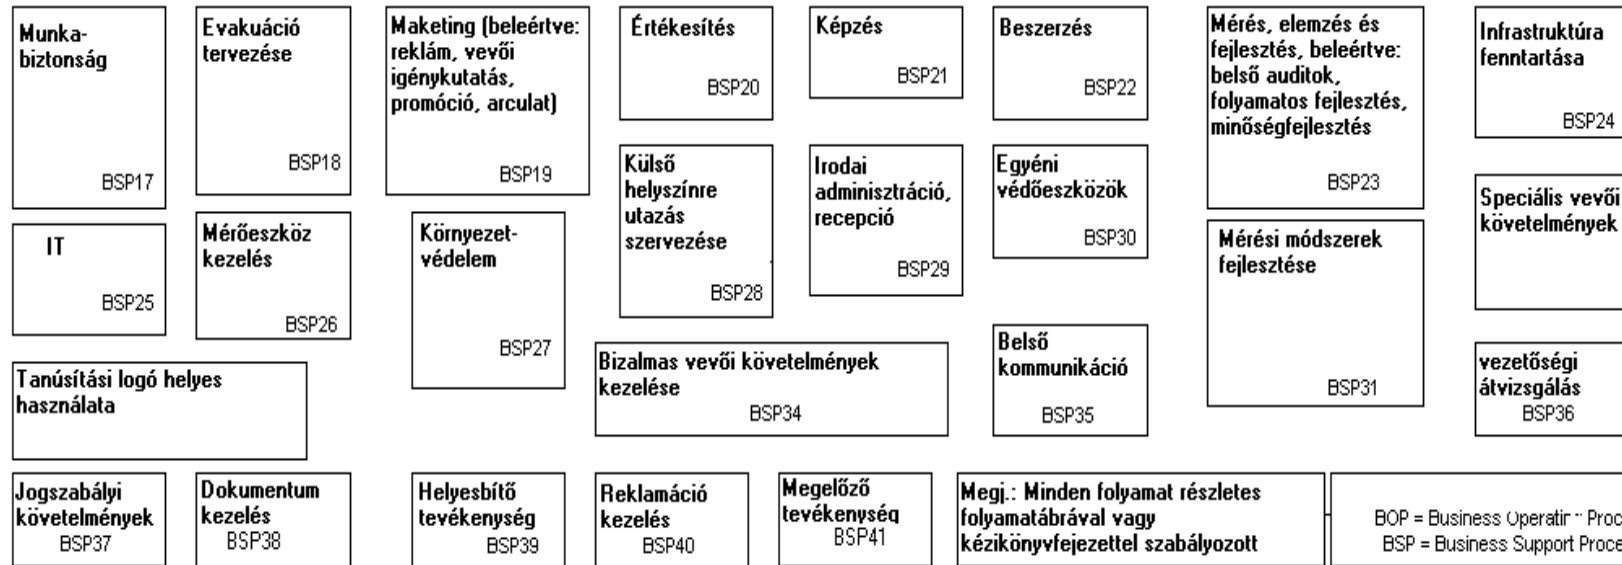 Munka-
biztonság
BSP17
Evakuáció
tervezése
BSP18
Maketing (beleértve:
reklám, vevői
igénykutatás,
promóció, arculat)
BSP19
Értékesítés
BSP20
Képzés
BSP21
Beszerzés
BSP22
Mérés, elemzés és
fejlesztés, beleértve:
belső auditok,
folyamatos fejlesztés,
minőségfejlesztés
BSP23
Infrastruktúra
fenntartása
BSP24
IT
BSP25
Mérőeszköz
kezelés
BSP26
Környezet-
védelem
BSP27
Külső
helyszínre
utazás
szervezése
BSP28
Irodai
adminisztráció,
recepció
BSP29
Egyéni
védőeszközök
BSP30
Mérési módszerek
fejlesztése
BSP31
Speciális vevői
követelmények
Tanúsítási logó helyes
használata
Bizalmas vevői követelmények
kezelése
BSP34
Belső
kommunikáció
BSP35
vezetőségi
átvizsgálás
BSP36
Jogszabályi
követelmények
BSP37
Dokumentum
kezelés
BSP38
Helyesbítő
tevékenység
BSP39
Reklamáció
kezelés
BSP40
Megelőző
tevékenység
BSP41
Megj.: Minden folyamat részletes
folyamatábrával vagy
kézikönyvfejezettel szabályozott
BOP = Business Proc
BSP = Business Support Proce